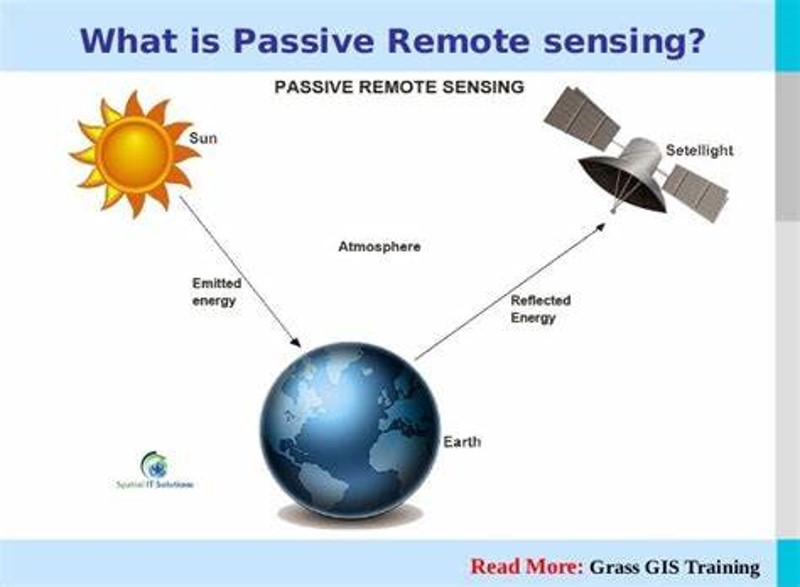 What is Passive Remote sensing?
PASSIVE REMOTE SENSING
Sun
Setellight
Atmosphere
Emitted
energy
Reflected
Energy
Earth
Spatial IT Solutions
Read More: Grass GIS Training